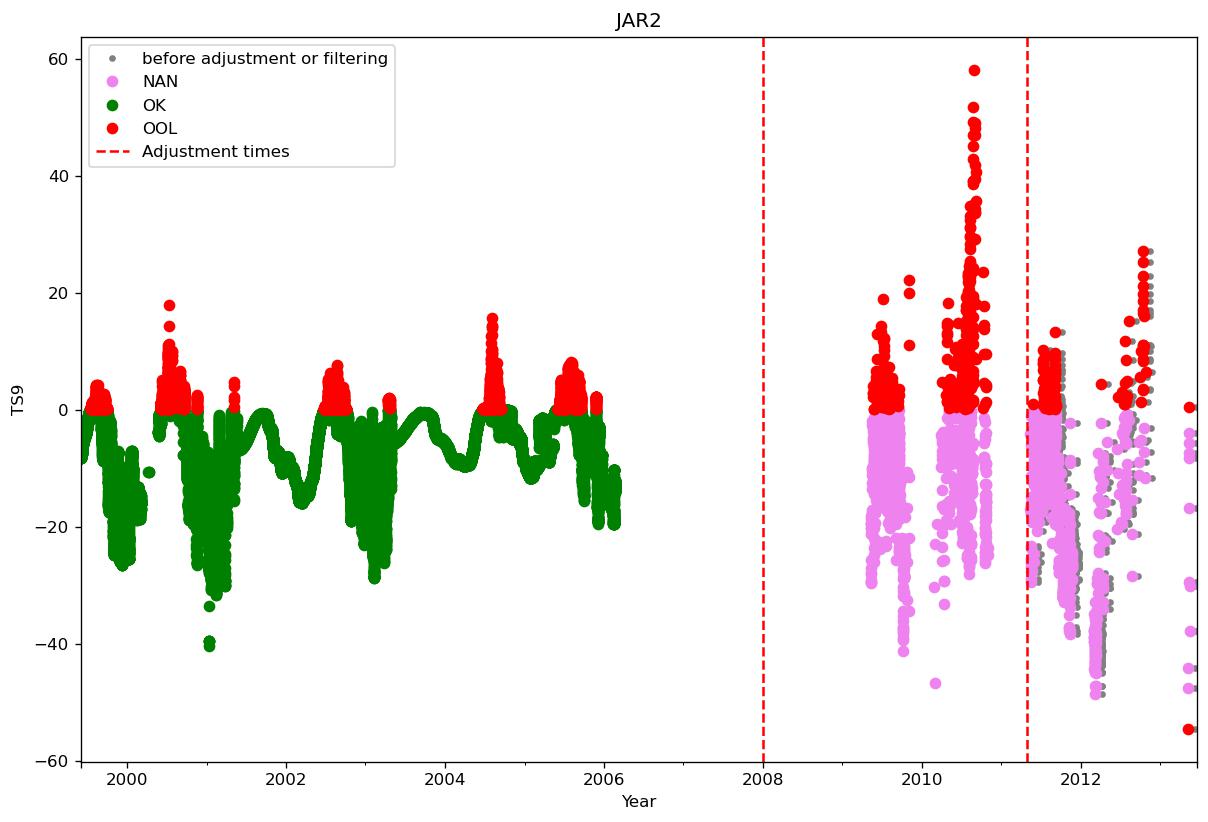 JAR2
before adjustment or filtering
NAN
OK
OOL
Adjustment times
60
40
20
0
−20
−40
−60
TS9
2000 2002 2004 2006 2008 2010 2012
Year